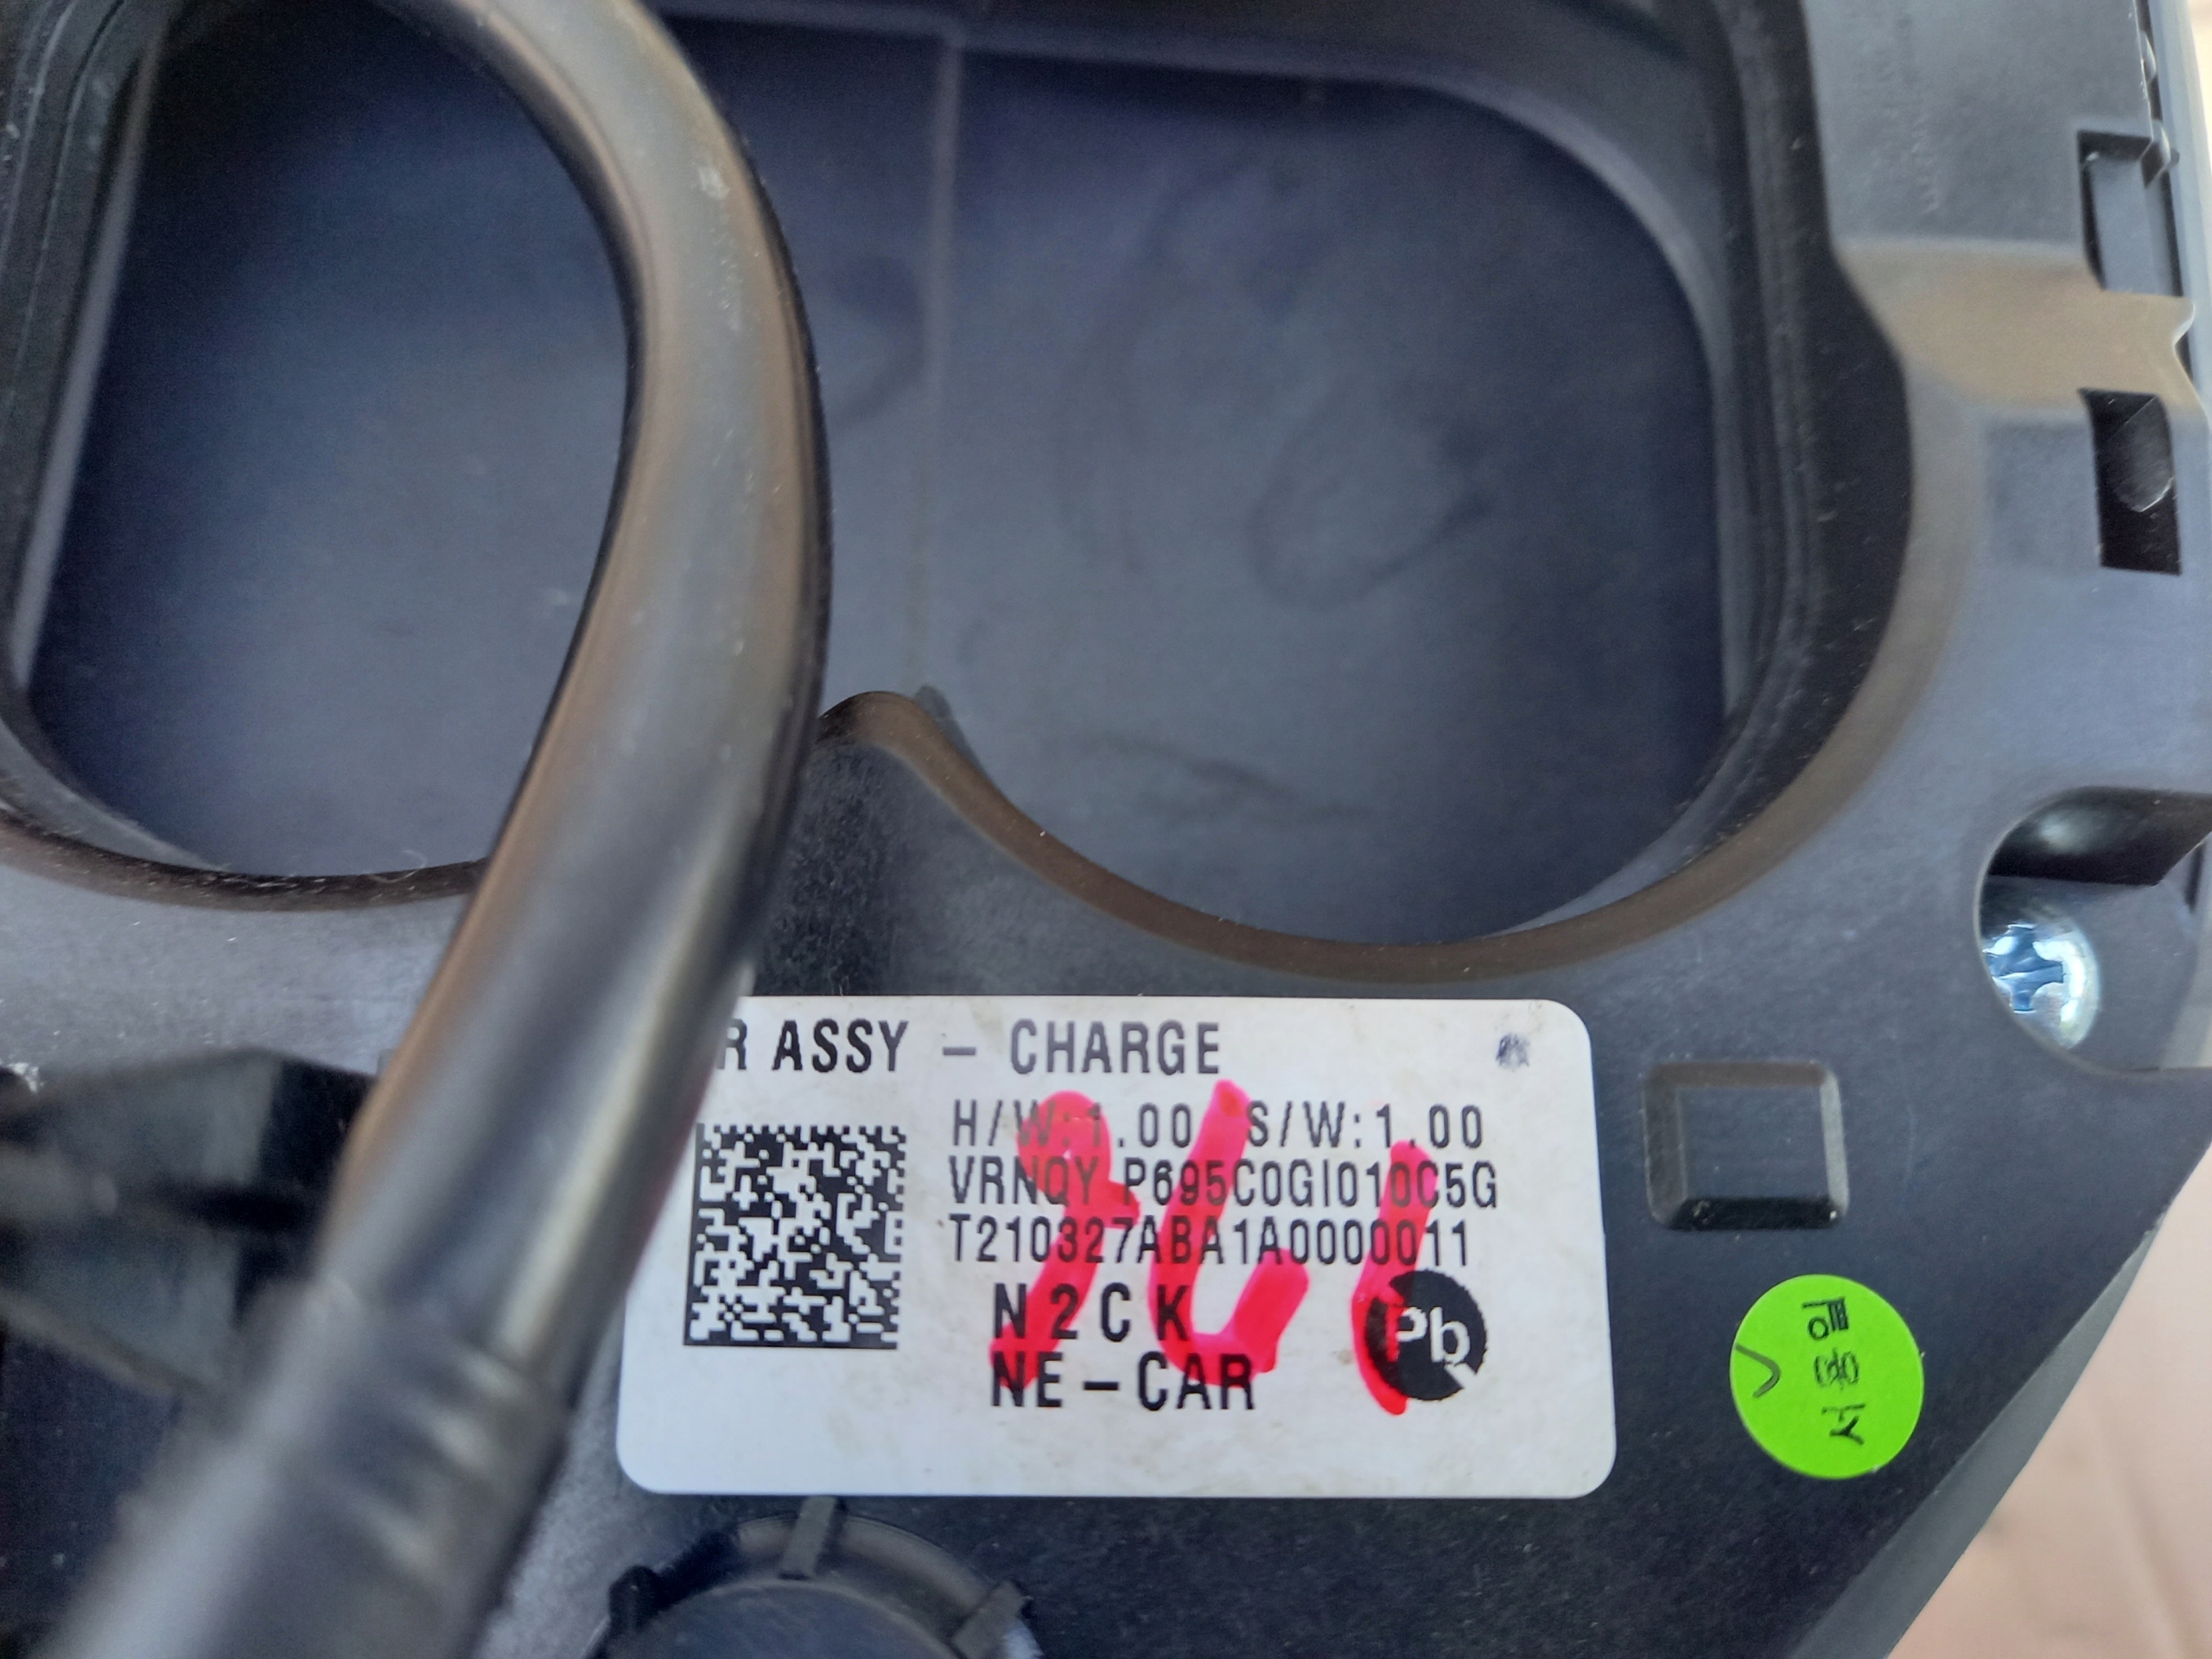 R ASSY – CHARGE
H/W:1.00 S/W:1.00
VRNQY P695C0GI010C5G
T210327ABA1A0000011
N2CK
NE–CAR
Pb